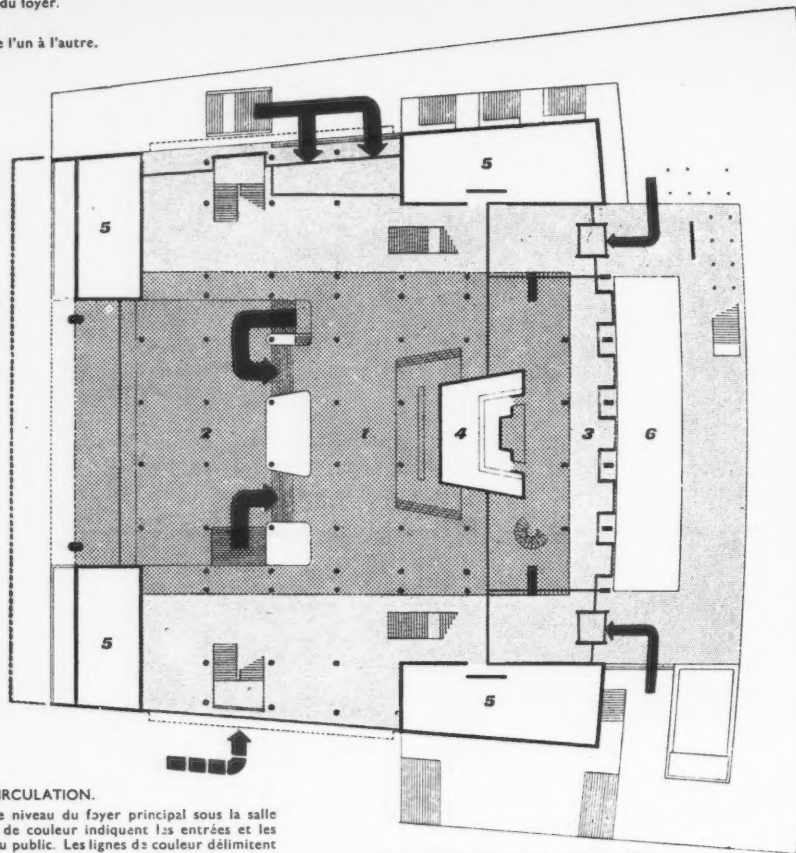 du foyer.
e l'un à l'autre.
5
5
2
1
4
3
6
5
5
IRCULATION.
e niveau du foyer principal sous la salle
de couleur indiquent les entrées et les
u public. Les lignes de couleur délimitent